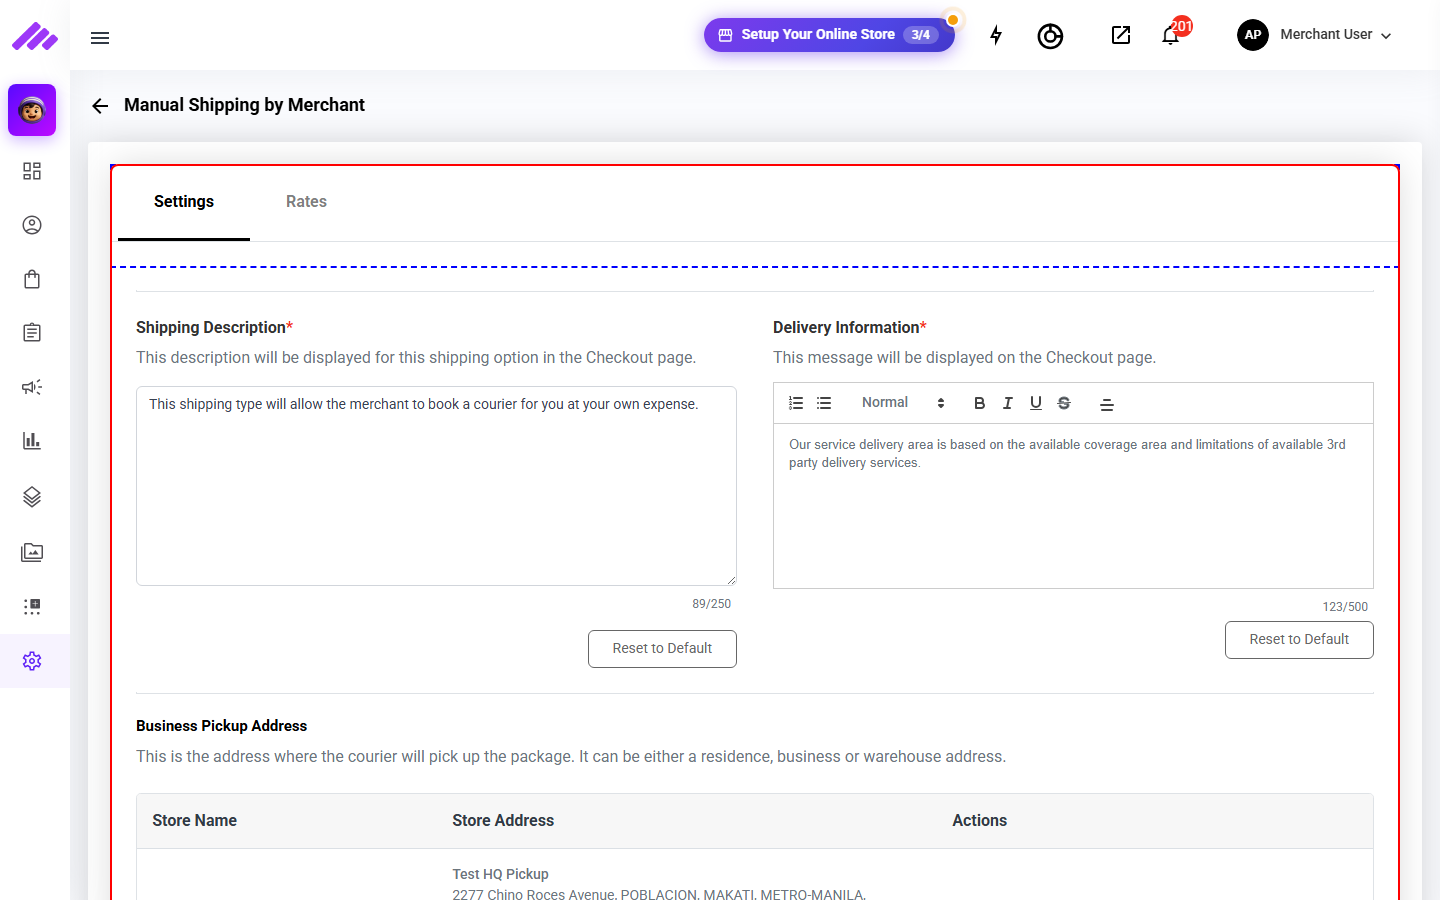 Setup Your Online Store 3/4
201
AP Merchant User
Manual Shipping by Merchant
Settings Rates
Shipping Description*
This description will be displayed for this shipping option in the Checkout page.
This shipping type will allow the merchant to book a courier for you at your own expense.
89/250
Reset to Default
Delivery Information*
This message will be displayed on the Checkout page.
Normal B I U S
Our service delivery area is based on the available coverage area and limitations of available 3rd
party delivery services.
123/500
Reset to Default
Business Pickup Address
This is the address where the courier will pick up the package. It can be either a residence, business or warehouse address.
Store Name Store Address Actions
Test HQ Pickup
2277 Chino Roces Avenue, POBLACION, MAKATI, METRO-MANILA,